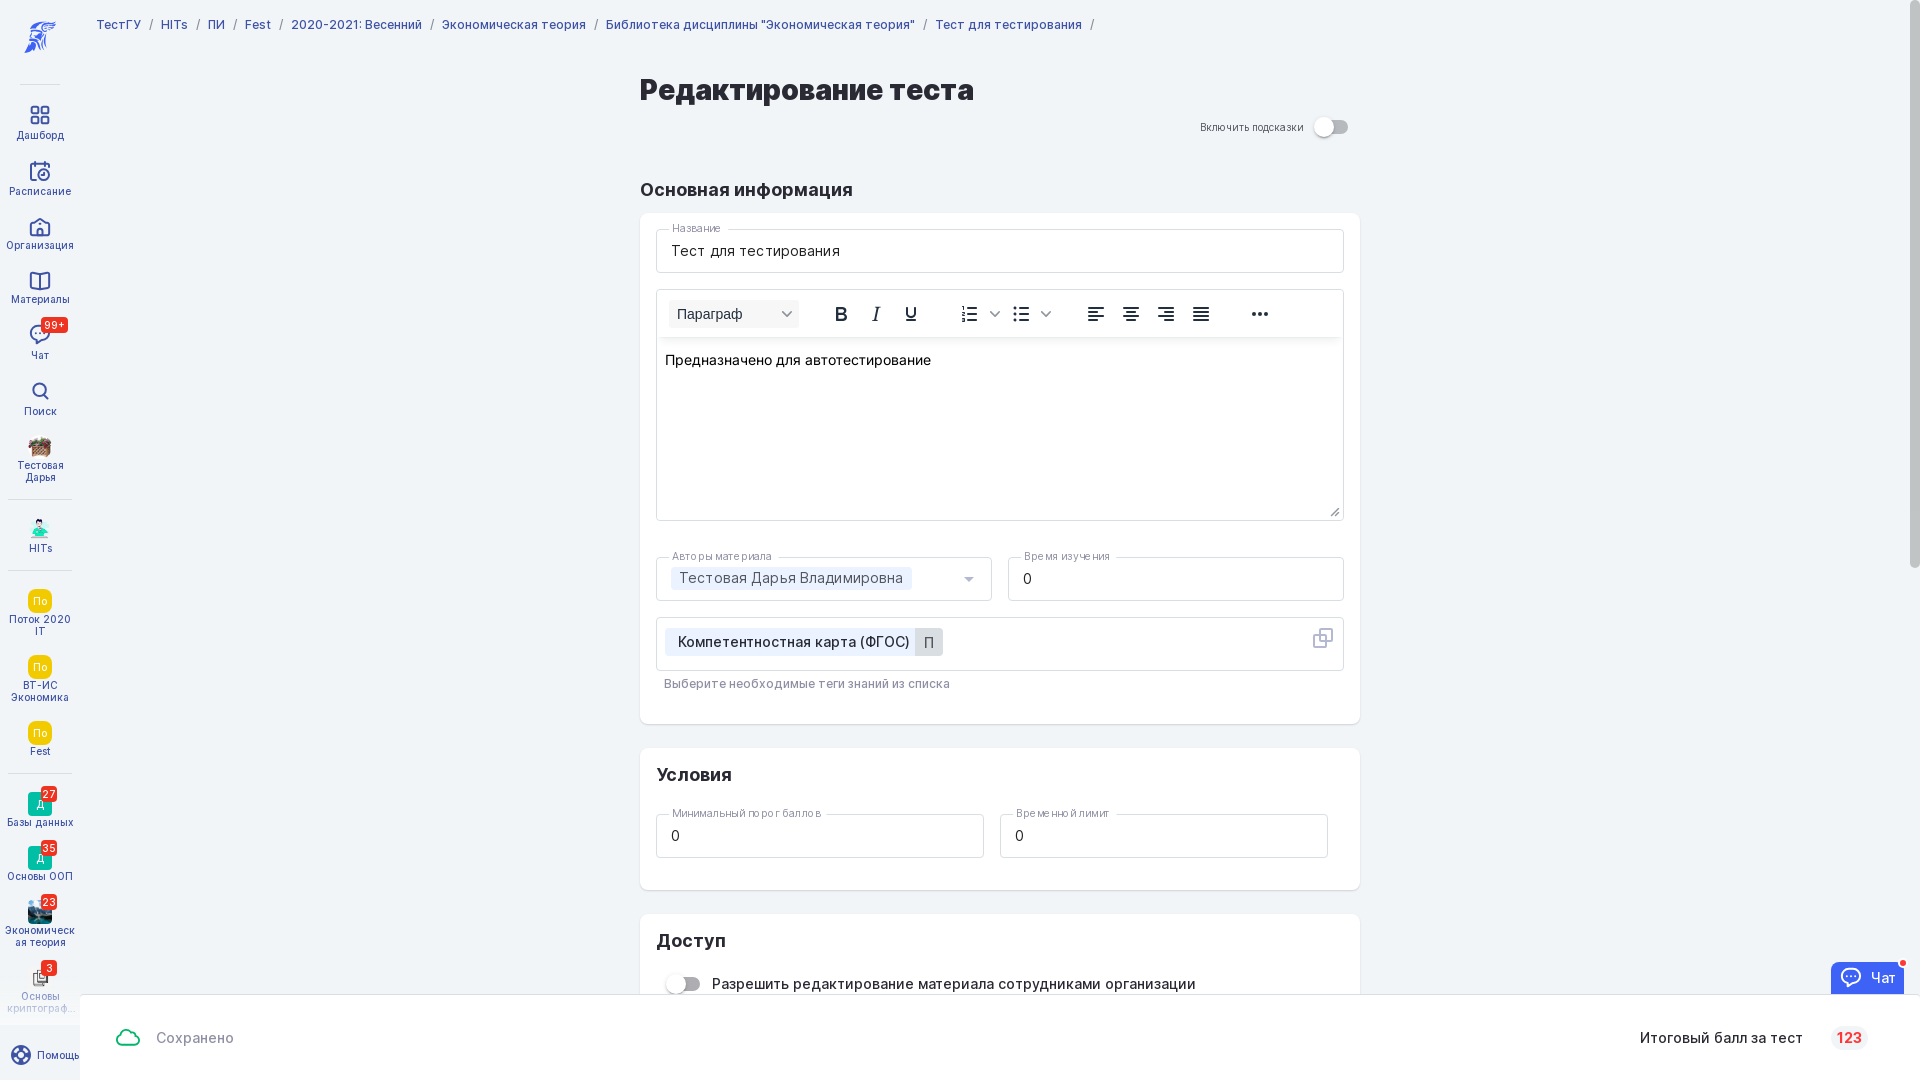 ТестГУ / HITs / ПИ / Fest / 2020-2021: Весенний / Экономическая теория / Библиотека дисциплины "Экономическая теория" / Тест для тестирования /
Дашборд
Расписание
Организация
Материалы
99+
Чат
Поиск
Тестовая
Дарья
HITs
По
Поток 2020
IT
По
ВТ-ИС
Экономика
По
Fest
27
Д
Базы данных
35
Д
Основы ООП
23
Экономическ
ая теория
3
Основы
криптограф...
Помощь
Редактирование теста
Включить подсказки
Основная информация
Название
Тест для тестирования
Параграф
Предназначено для автотестирование
Авторы материала
Тестовая Дарья Владимировна
Время изучения
0
Компетентностная карта (ФГОС) П
Выберите необходимые теги знаний из списка
Условия
Минимальный порог баллов
0
Временной лимит
0
Доступ
Разрешить редактирование материала сотрудниками организации
Чат
Сохранено
Итоговый балл за тест 123